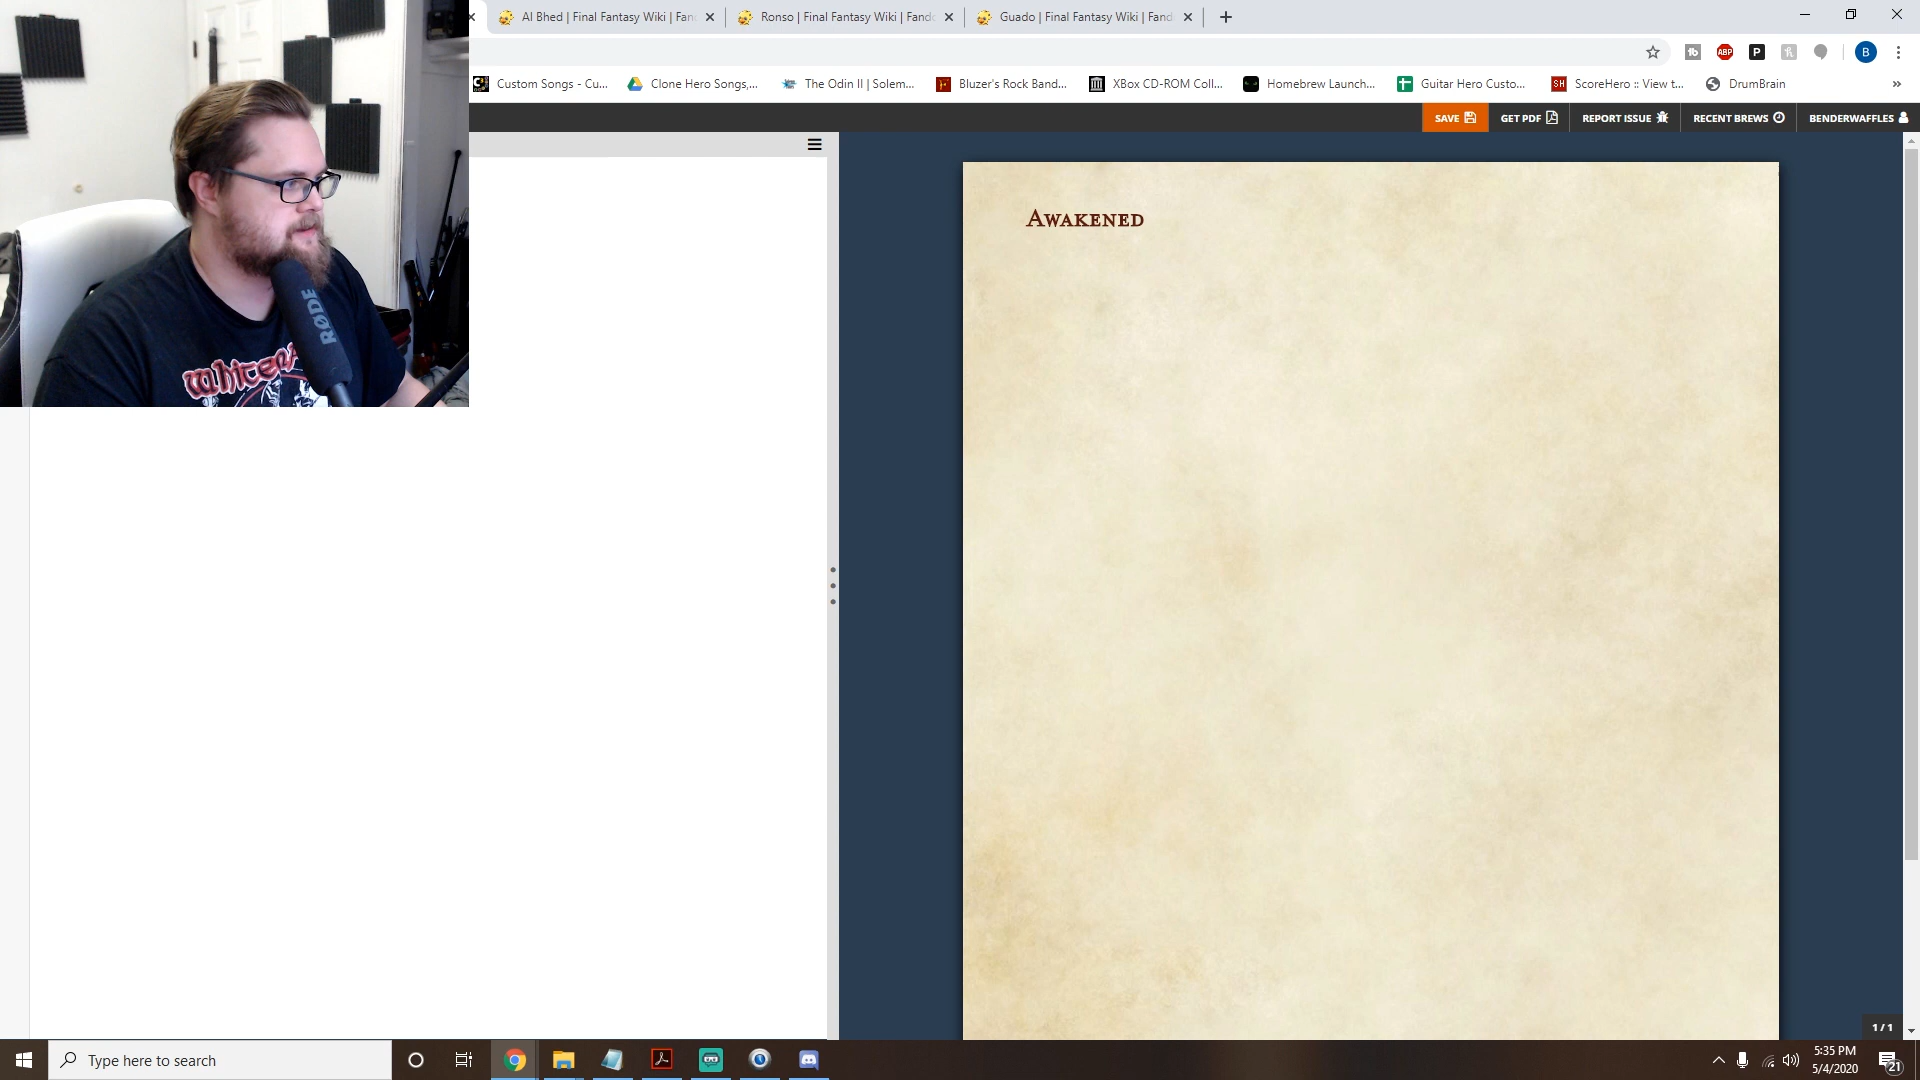 Al Bhed | Final Fantasy Wiki | Fan
Ronso | Final Fantasy Wiki | Fand
Guado | Final Fantasy Wiki | Fand
ABP
P
B
Custom Songs - Cu...
Clone Hero Songs,...
The Odin II | Solem...
Bluzer's Rock Band...
XBox CD-ROM Coll...
Homebrew Launch...
Guitar Hero Custo...
SH
ScoreHero :: View t...
DrumBrain
»
SAVE
GET PDF
REPORT ISSUE
RECENT BREWS
BENDERWAFFLES
Awakened
RØDE
1 / 1
Type here to search
5:35 PM
5/4/2020
21